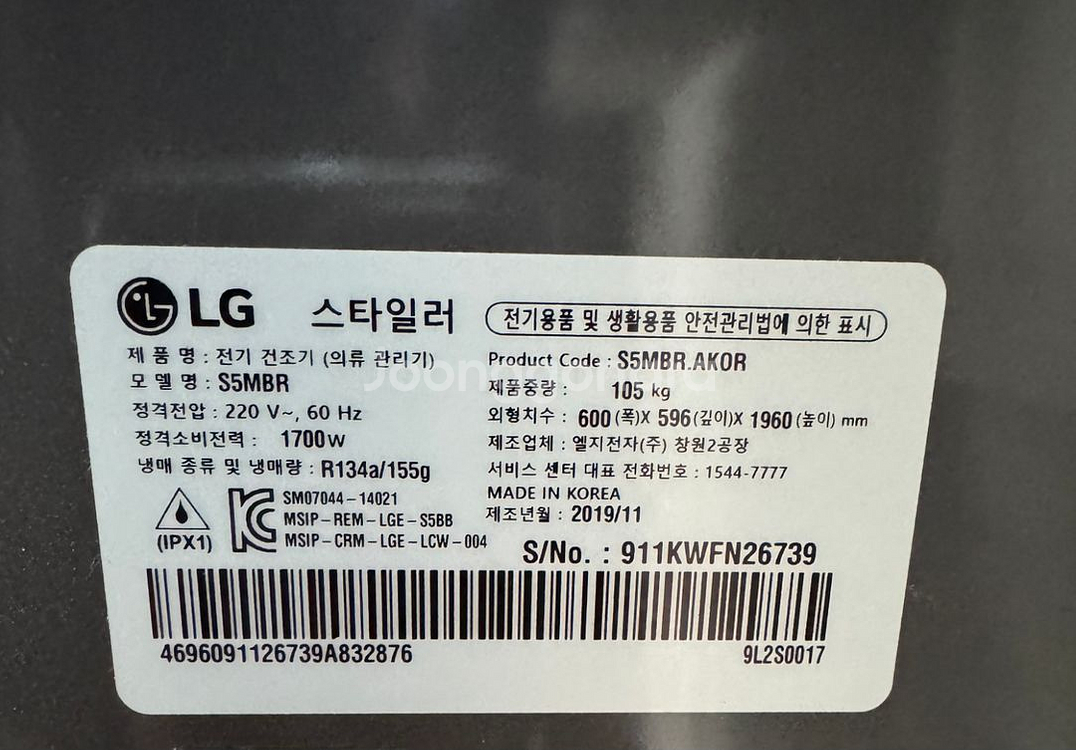 LG 스타일러
전기용품 및 생활용품 안전관리법에 의한 표시
제 품 명 : 전기 건조기 (의류 관리기)
모 델 명 : S5MBR
정격전압 : 220 V~, 60 Hz
정격소비전력 : 1700W
냉매 종류 및 냉매량 : R134a/155g
(IPX1)
SM07044-14021
MSIP-REM-LGE-S5BB
MSIP-CRM-LGE-LCW-004
Product Code : S5MBR.AKOR
제품중량 : 105 kg
외형치수 : 600 (폭)X 596(깊이)X 1960 (높이) mm
제조업체 : 엘지전자(주) 창원2공장
서비스 센터 대표 전화번호 : 1544-7777
MADE IN KOREA
제조년월 : 2019/11
S/No. : 911KWFN26739
4696091126739A832876
9L2S0017